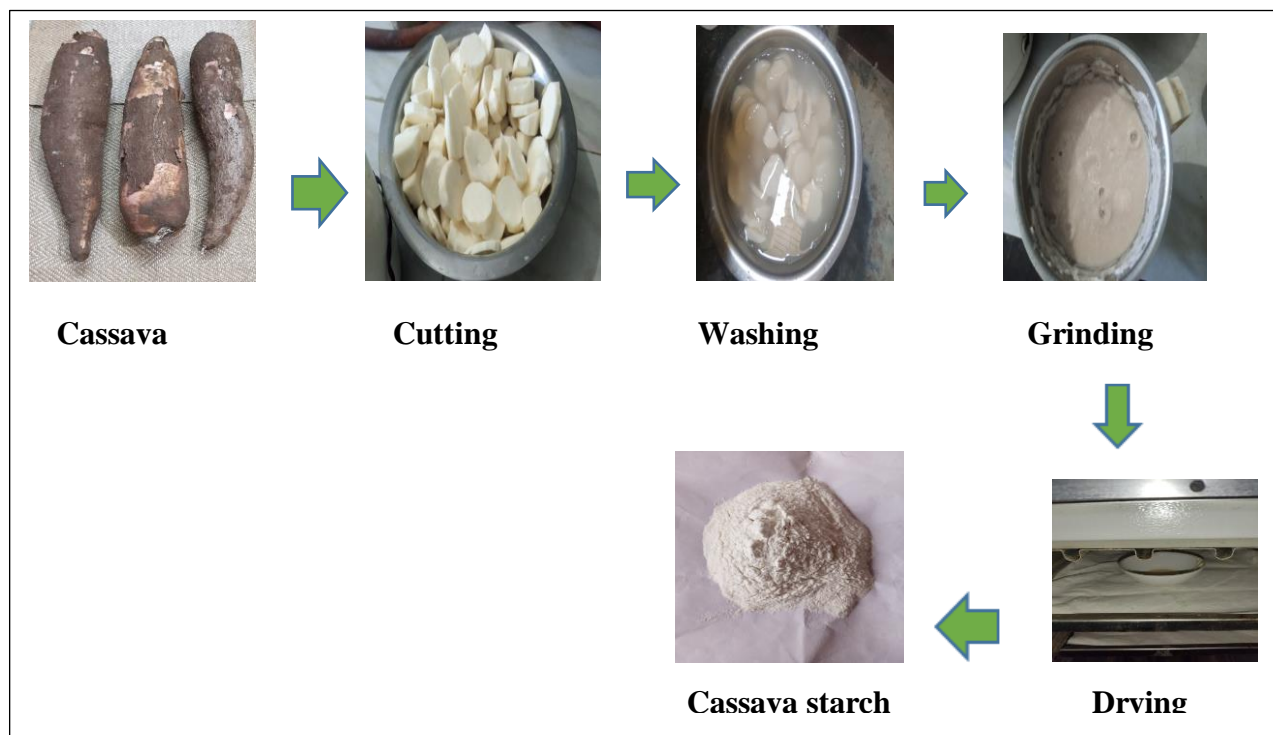 Cassava
Cutting
Washing
Grinding
Cassava starch
Drying